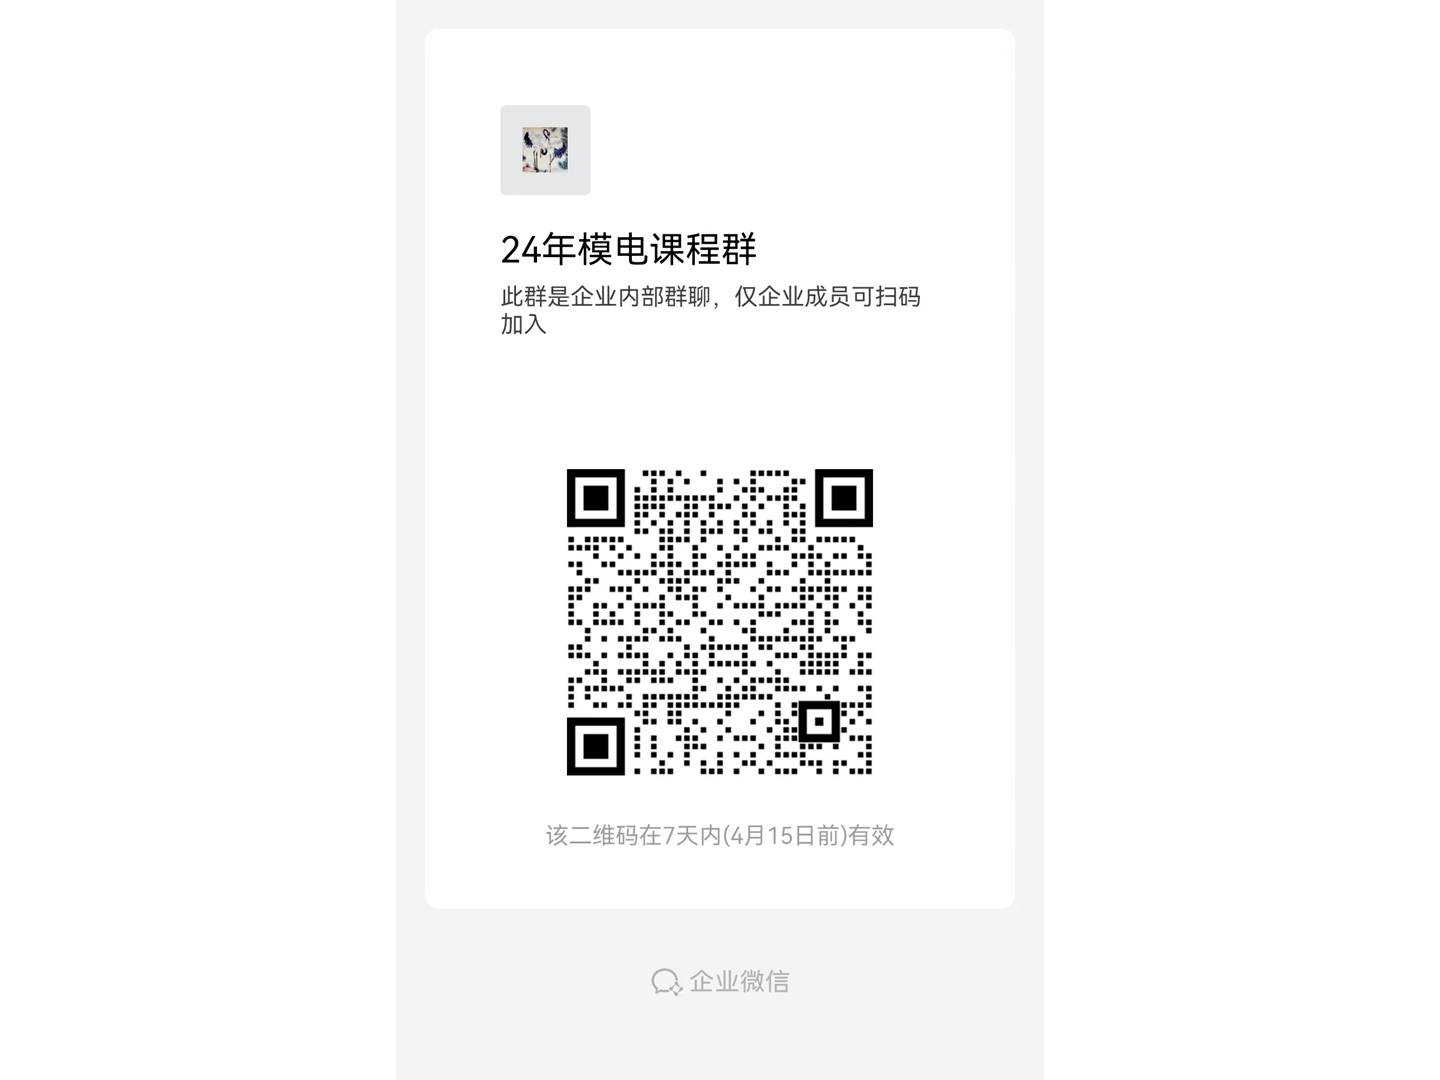 24年模电课程群
此群是企业内部群聊，仅企业成员可扫码
加入
该二维码在7天内(4月15日前)有效
企业微信